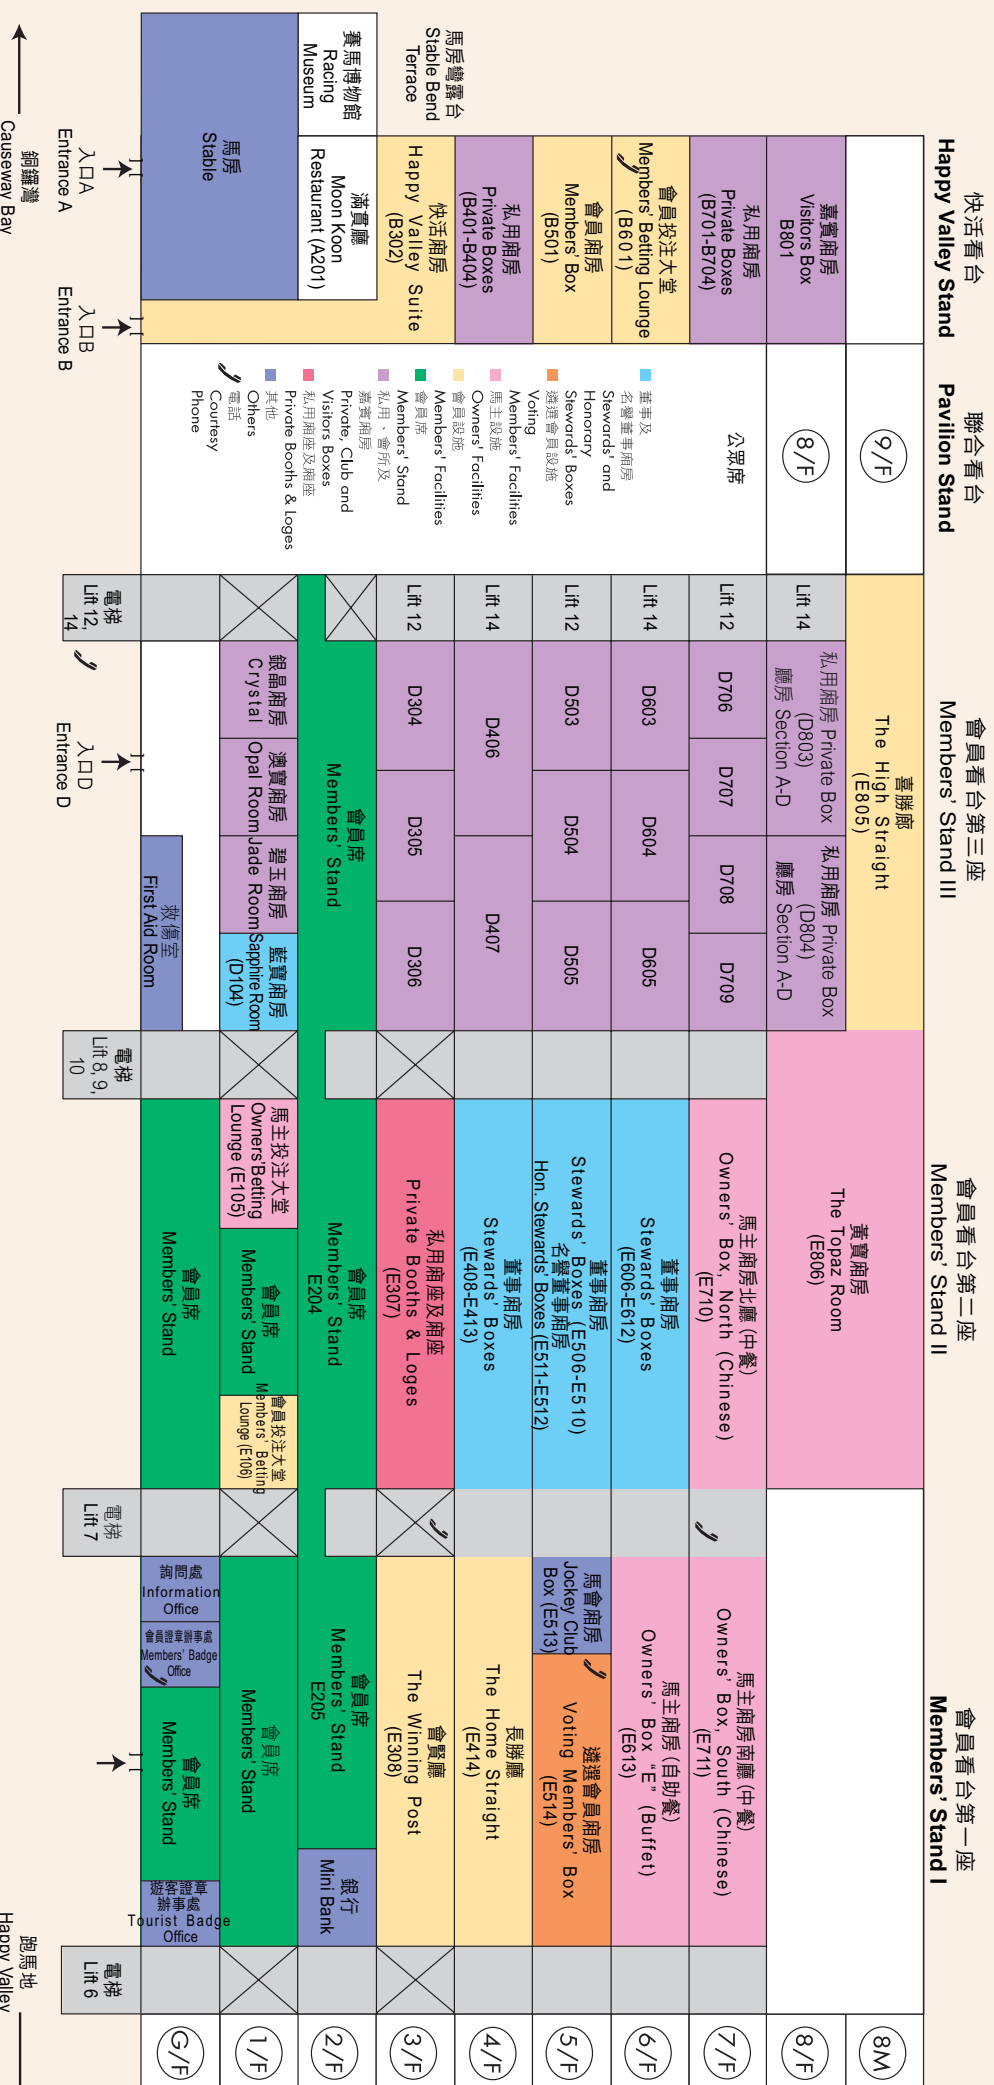 快活看台
Happy Valley Stand
聯合看台
Pavilion Stand
會員看台第三座
Members' Stand III
會員看台第二座
Members' Stand II
會員看台第一座
Members' Stand I
嘉賓廂房
Visitors Box
B801
私用廂房
Private Boxes
(B701-B704)
會員投注大堂
Members' Betting Lounge
(B601)
會員廂房
Members' Box
(B501)
私用廂房
Private Boxes
(B401-B404)
快活廂房
Happy Valley Suite
(B302)
馬房彎露台
Stable Bend
Terrace
賽馬博物館
Racing
Museum
滿貫廳
Moon Koon
Restaurant (A201)
馬房
Stable
入口A
Entrance A
入口B
Entrance B
銅鑼灣
Causeway Bay
9/F
8/F
公眾席
董事及
名譽董事廂房
Stewards' and
Honorary
Stewards' Boxes
遴選會員設施
Voting
Members' Facilities
馬主設施
Owners' Facilities
會員設施
Members' Facilities
會員席
Members' Stand
私用、會所及
嘉賓廂房
Private, Club and
Visitors Boxes
私用廂座及廂座
Private Booths & Loges
其他
Others
電話
Courtesy
Phone
喜勝廊
The High Straight
(E805)
Lift 14
私用廂房 Private Box
(D803)
廳房 Section A-D
私用廂房 Private Box
(D804)
廳房 Section A-D
Lift 12
D706
D707
D708
D709
Lift 14
D603
D604
D605
Lift 12
D503
D504
D505
Lift 14
D406
D407
Lift 12
D304
D305
D306
會員席
Members' Stand
銀晶廂房
Crystal
澳寶廂房
Opal Room
碧玉廂房
Jade Room
藍寶廂房
Sapphire Room
(D104)
救傷室
First Aid Room
電梯
Lift 12,
14
入口D
Entrance D
黃寶廂房
The Topaz Room
(E806)
馬主廂房北廳 (中餐)
Owners' Box, North (Chinese)
(E710)
董事廂房
Stewards' Boxes
(E606-E612)
董事廂房
Stewards' Boxes (E506-E510)
名譽董事廂房
Hon. Stewards' Boxes (E511-E512)
董事廂房
Stewards' Boxes
(E408-E413)
私用廂座及廂座
Private Booths & Loges
(E307)
會員席
Members' Stand
E204
馬主投注大堂
Owners'Betting
Lounge (E105)
會員席
Members' Stand
會員投注大堂
Members' Betting
Lounge (E106)
會員席
Members' Stand
電梯
Lift 8, 9,
10
電梯
Lift 7
馬主廂房南廳 (中餐)
Owners' Box, South (Chinese)
(E711)
馬主廂房 (自助餐)
Owners' Box "E" (Buffet)
(E613)
馬會廂房
Jockey Club
Box (E513)
遴選會員廂房
Voting Members' Box
(E514)
長勝廳
The Home Straight
(E414)
會賢廳
The Winning Post
(E308)
會員席
Members' Stand
E205
銀行
Mini Bank
會員席
Members' Stand
詢問處
Information
Office
會員證章辦事處
Members' Badge
Office
會員席
Members' Stand
遊客證章
辦事處
Tourist Badge
Office
電梯
Lift 6
8M
8/F
7/F
6/F
5/F
4/F
3/F
2/F
1/F
G/F
跑馬地
Happy Valley